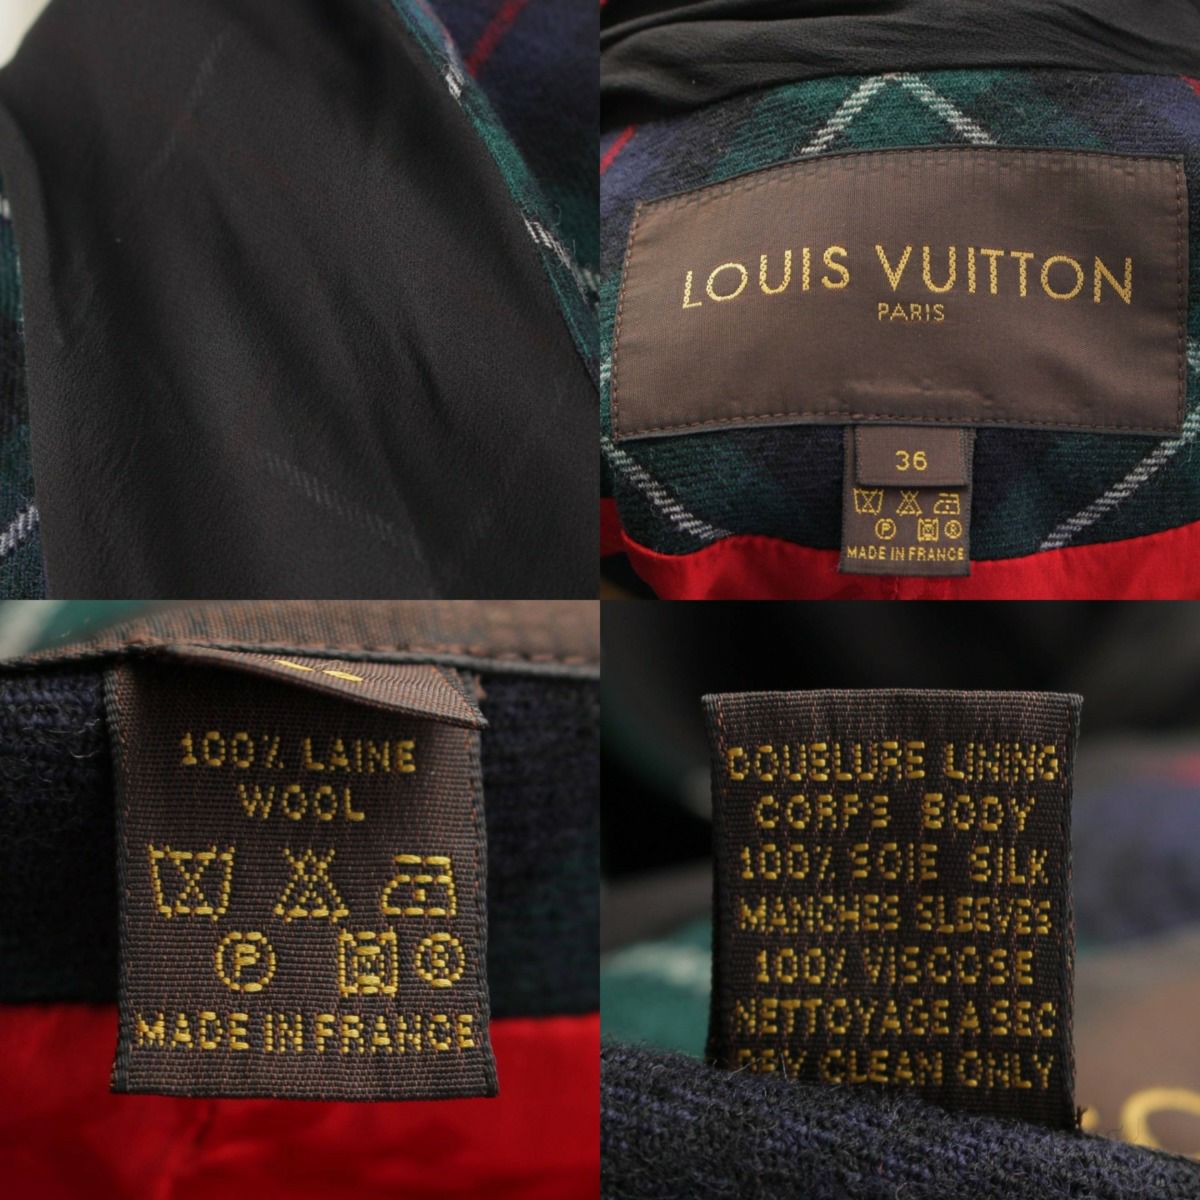 LOUIS VUITTON
PARIS
36
P
R
MADE IN FRANCE
100% LAINE
WOOL
P
R
MADE IN FRANCE
DOUBLURE LINING
CORPS BODY
100% SOIE SILK
MANCHES SLEEVES
100% VISCOSE
NETTOYAGE A SEC
DRY CLEAN ONLY